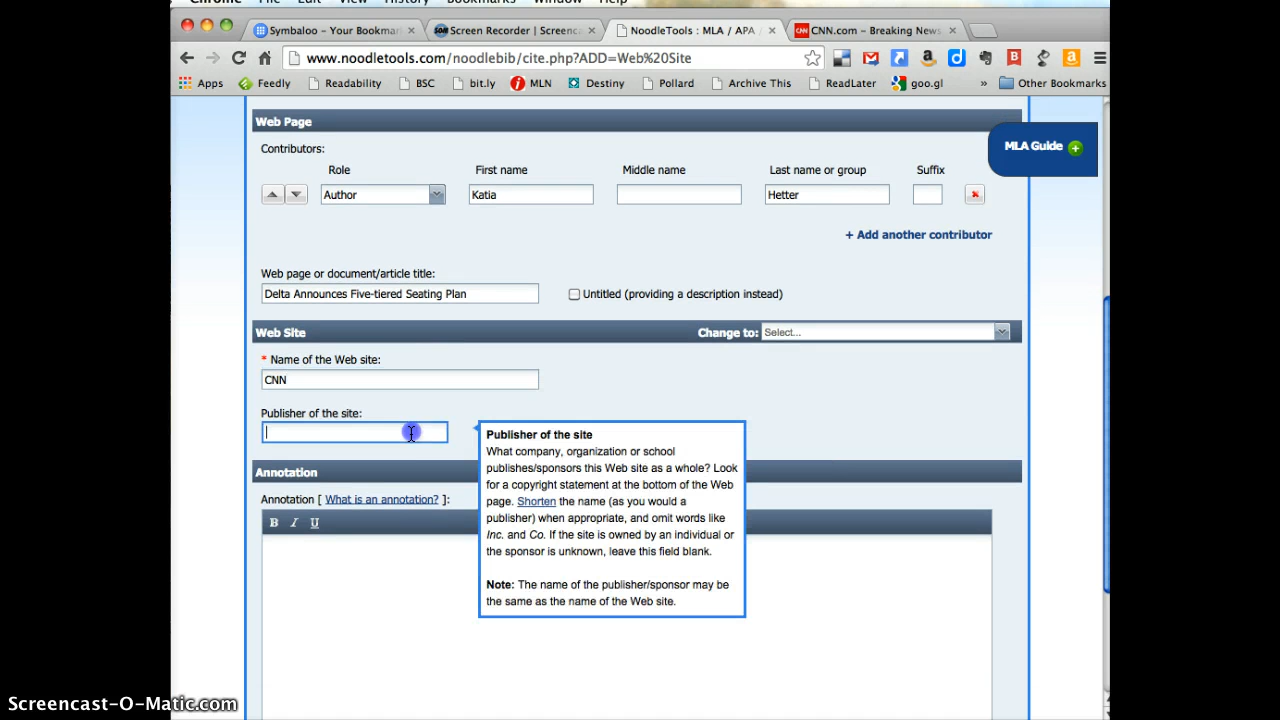 Chrome File Edit View History Bookmarks Window Help
Symbaloo - Your Bookmar
Screen Recorder | Screenca
NoodleTools : MLA / APA /
CNN.com - Breaking News,
www.noodletools.com/noodlebib/cite.php?ADD=Web%20Site
Apps Feedly Readability BSC bit.ly MLN Destiny Pollard Archive This ReadLater goo.gl » Other Bookmarks
Web Page
MLA Guide
Contributors:
Role First name Middle name Last name or group Suffix
Author Katia Hetter
+ Add another contributor
Web page or document/article title:
Delta Announces Five-tiered Seating Plan Untitled (providing a description instead)
Web Site Change to: Select...
* Name of the Web site:
CNN
Publisher of the site:
Publisher of the site
What company, organization or school
publishes/sponsors this Web site as a whole? Look
for a copyright statement at the bottom of the Web
page. Shorten the name (as you would a
publisher) when appropriate, and omit words like
Inc. and Co. If the site is owned by an individual or
the sponsor is unknown, leave this field blank.
Note: The name of the publisher/sponsor may be
the same as the name of the Web site.
Annotation
Annotation [ What is an annotation? ]:
B I U
Screencast-O-Matic.com